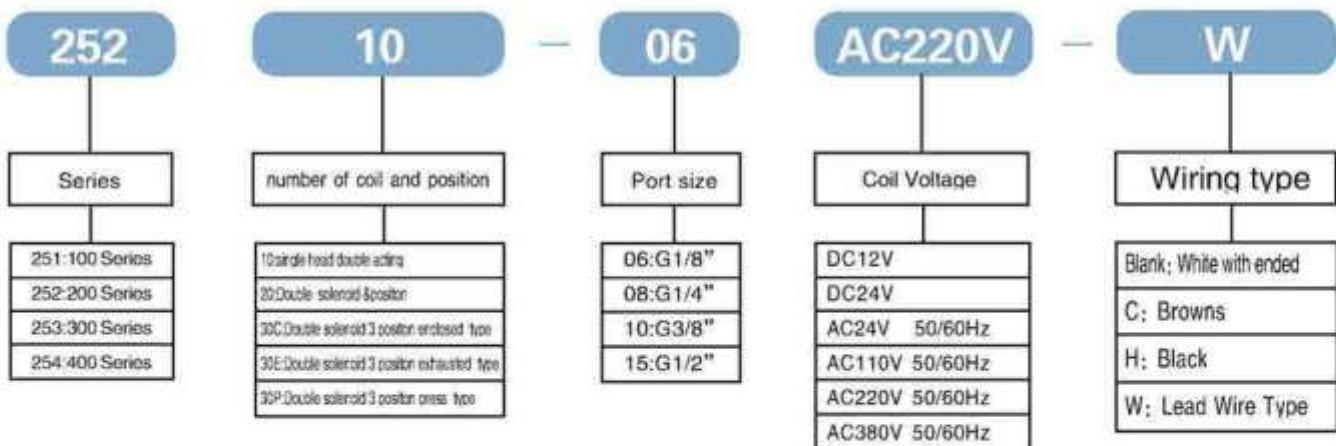 252 10 — 06 AC220V — W
Series
251:100 Series
252:200 Series
253:300 Series
254:400 Series
number of coil and position
10:single head double acting
20:Double solenoid &positon
30C:Double solenoid 3 positon enclosed type
30E:Double solenoid 3 positon exhausted type
30P:Double solenoid 3 positon press type
Port size
06:G1/8"
08:G1/4"
10:G3/8"
15:G1/2"
Coil Voltage
DC12V
DC24V
AC24V 50/60Hz
AC110V 50/60Hz
AC220V 50/60Hz
AC380V 50/60Hz
Wiring type
Blank: White with ended
C: Browns
H: Black
W: Lead Wire Type